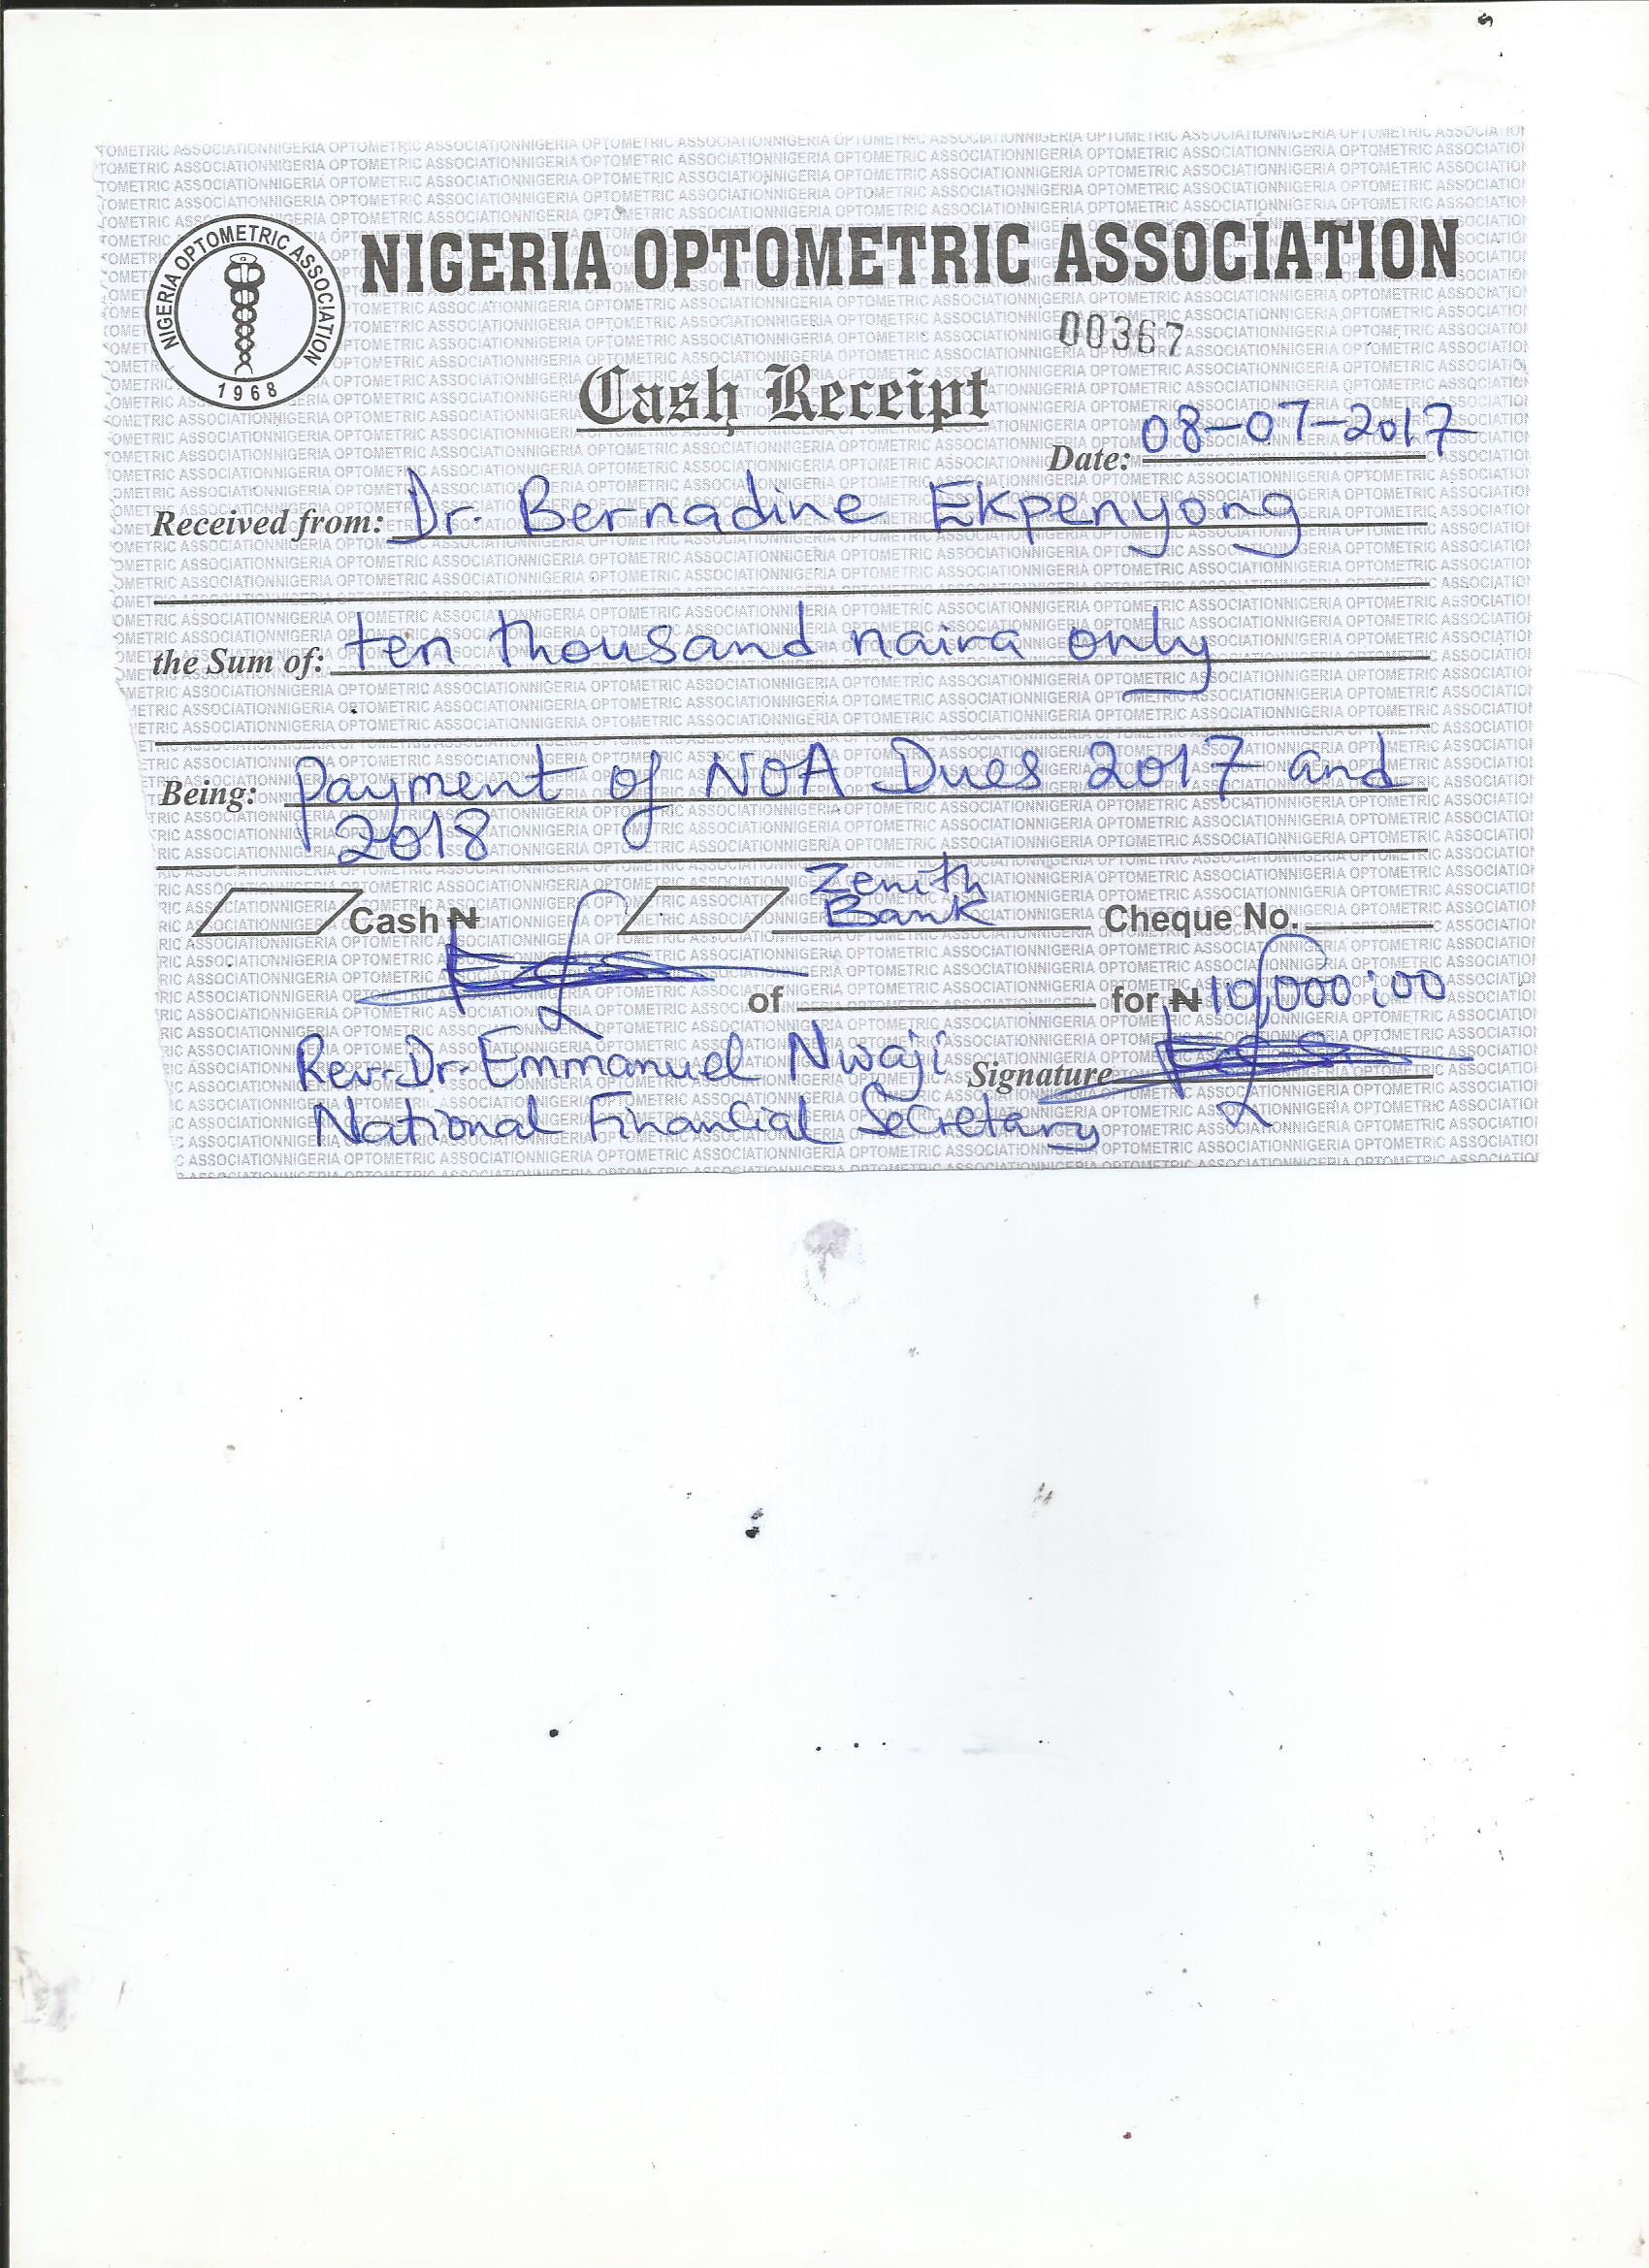 NIGERIA OPTOMETRIC ASSOCIATION
1968
NIGERIA OPTOMETRIC ASSOCIATION
00367
Cash Receipt
Date: 08-07-2017
Received from: Dr. Bernadine Ekpenyong
the Sum of: ten thousand naira only
Being: Payment of NOA Dues 2017 and
2018
Cash ₦ Zenith Bank Cheque No.
of for ₦ 10,000:00
Rev. Dr. Emmanuel Nwaji Signature
National Financial Secretary